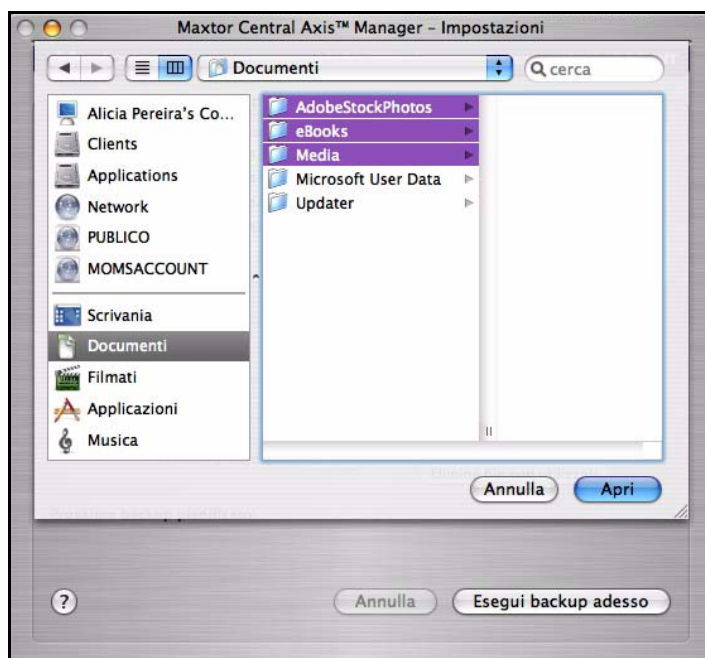 Maxtor Central Axis™ Manager – Impostazioni
Documenti
cerca
Alicia Pereira's Co...
Clients
Applications
Network
PUBLICO
MOMSACCOUNT
Scrivania
Documenti
Filmati
Applicazioni
Musica
AdobeStockPhotos
eBooks
Media
Microsoft User Data
Updater
Annulla
Apri
?
Annulla
Esegui backup adesso